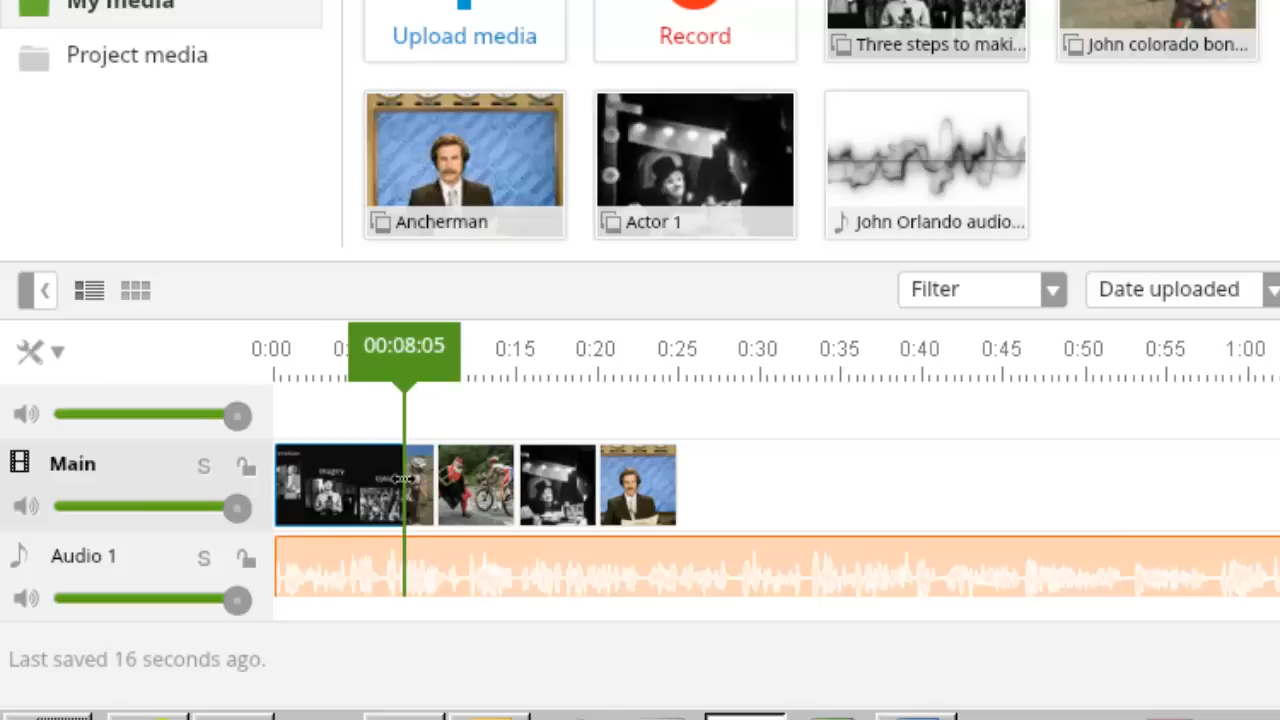 My media
Project media
Upload media
Record
Three steps to maki...
John colorado bon...
Ancherman
Actor 1
John Orlando audio...
Filter
Date uploaded
0:00
00:08:05
0:15
0:20
0:25
0:30
0:35
0:40
0:45
0:50
0:55
1:00
Main
S
Imagery
Audio 1
S
Last saved 16 seconds ago.